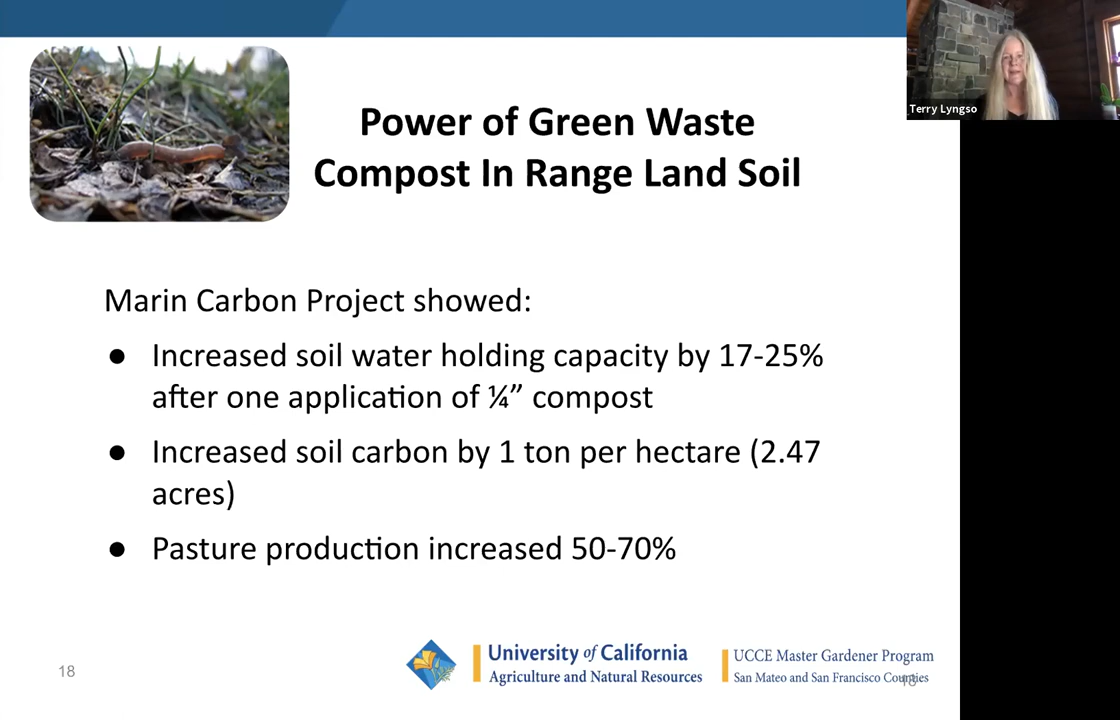 Terry Lyngso
Power of Green Waste
Compost In Range Land Soil
Marin Carbon Project showed:
● Increased soil water holding capacity by 17-25%
after one application of ¼” compost
● Increased soil carbon by 1 ton per hectare (2.47
acres)
● Pasture production increased 50-70%
18
University of California
Agriculture and Natural Resources
UCCE Master Gardener Program
San Mateo and San Francisco Counties
18